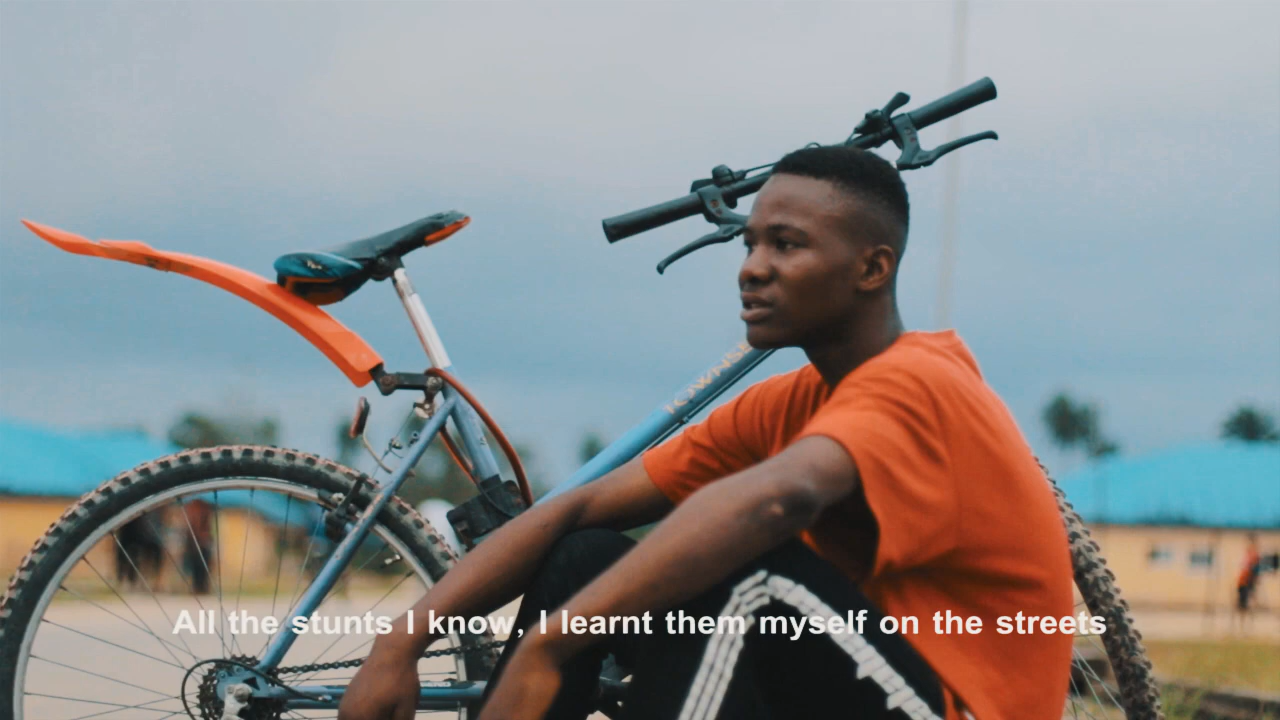 All the stunts I know, I learnt them myself on the streets